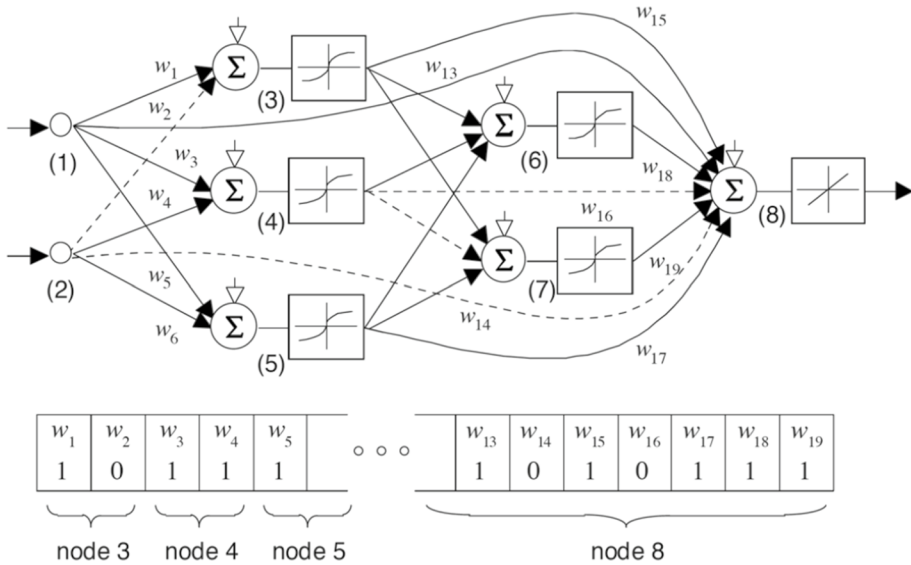 w15
w1
w13
(3)
w2
(1)
w3
(6)
w18
w4
(4)
w16
(8)
(2)
w5
(7)
w19
w14
w6
w17
(5)
w1 w2 w3 w4 w5 w13 w14 w15 w16 w17 w18 w19
1 0 1 1 1 1 0 1 0 1 1 1
node 3 node 4 node 5 node 8
Σ
Σ
Σ
Σ
Σ
Σ